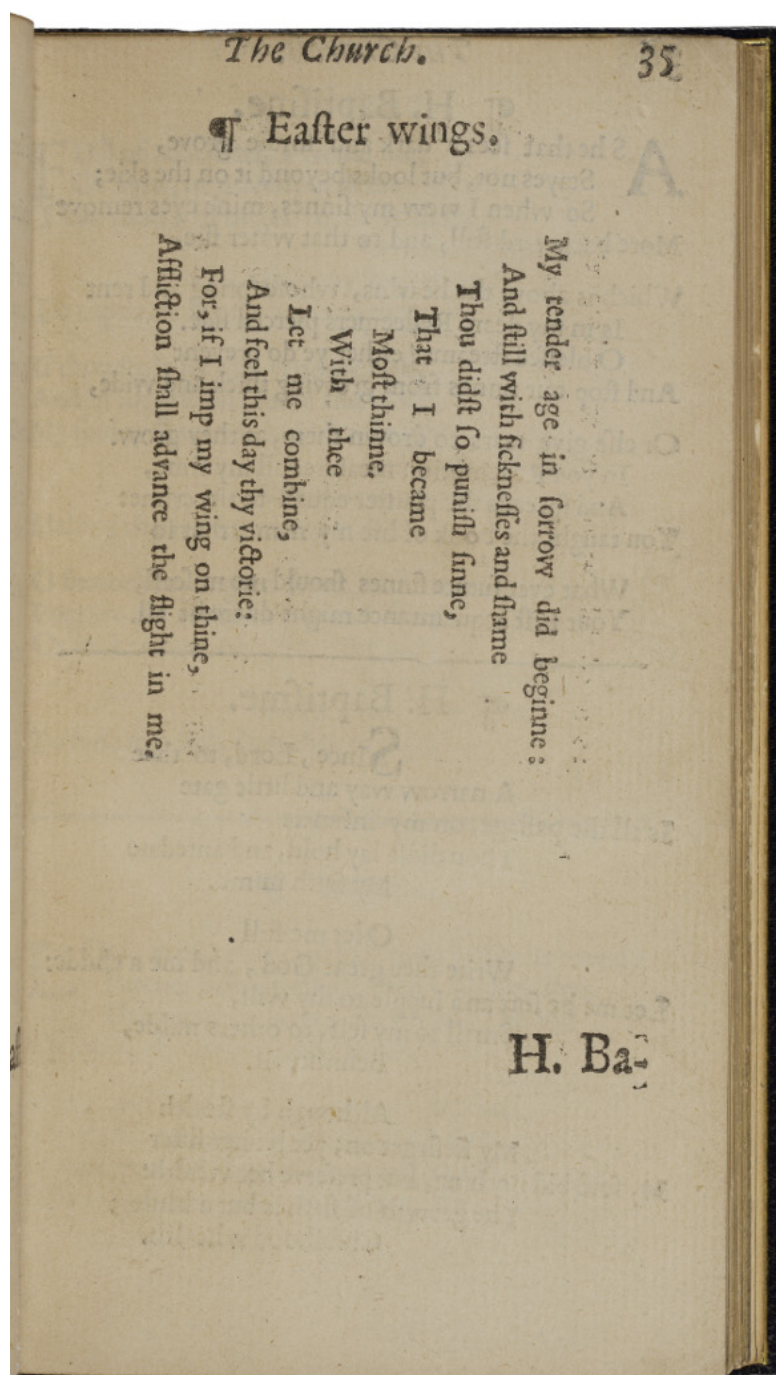 The Church.
35
¶ Eaſter wings.
My tender age in ſorrow did beginne:
And ſtill with ſickneſſes and ſhame
Thou didſt ſo puniſh ſinne,
That I became
Moſt thinne.
With thee
Let me combine,
And feel this day thy victorie:
For, if I imp my wing on thine,
Affliction ſhall advance the flight in me.
H. Ba-